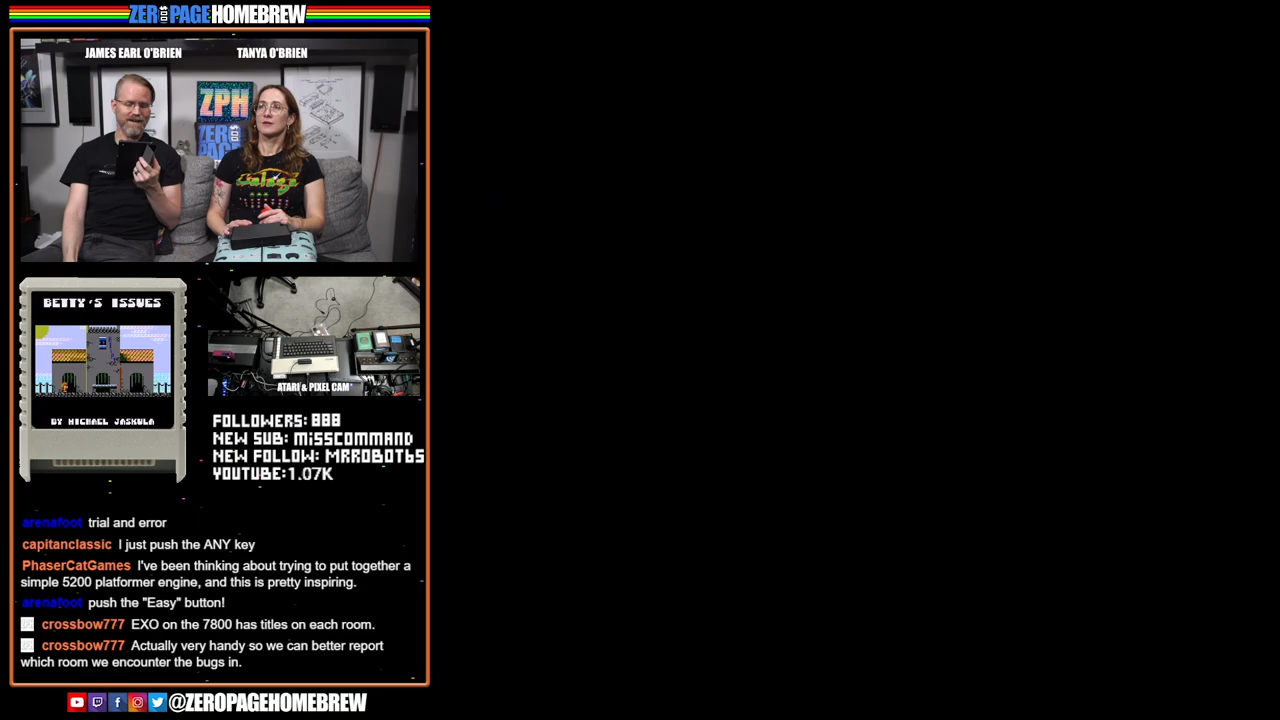 ZEROPAGEHOMEBREW
JAMES EARL O'BRIEN
TANYA O'BRIEN
ZPH
ZERO
PAGE
Galaga
BETTY'S ISSUES
BY MICHAEL JASKULA
ATARI & PIXEL CAM
FOLLOWERS: 888
NEW SUB: MISSCOMMAND
NEW FOLLOW: MRROBOT65
YOUTUBE:1.07K
arenafoot trial and error
capitanclassic I just push the ANY key
PhaserCatGames I've been thinking about trying to put together a
simple 5200 platformer engine, and this is pretty inspiring.
arenafoot push the "Easy" button!
crossbow777 EXO on the 7800 has titles on each room.
crossbow777 Actually very handy so we can better report
which room we encounter the bugs in.
@ZEROPAGEHOMEBREW